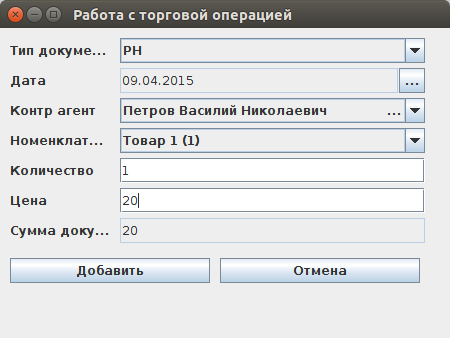 Работа с торговой операцией
Тип докуме... РН
Дата 09.04.2015 ...
Контр агент Петров Василий Николаевич ...
Номенклат... Товар 1 (1)
Количество 1
Цена 20
Сумма доку... 20
Добавить Отмена